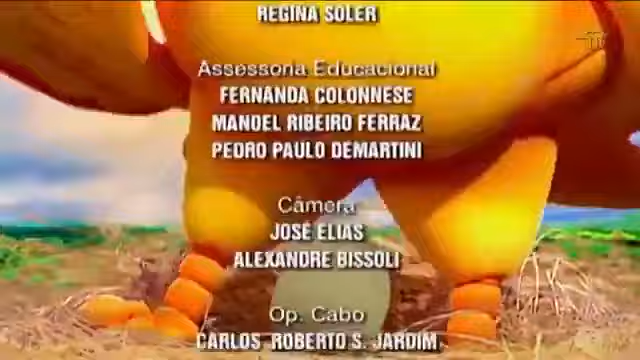 REGINA SOLER
Assessoria Educacional
FERNANDA COLONNESE
MANOEL RIBEIRO FERRAZ
PEDRO PAULO DEMARTINI
Câmera
JOSÉ ELIAS
ALEXANDRE BISSOLI
Op. Cabo
CARLOS ROBERTO S. JARDIM